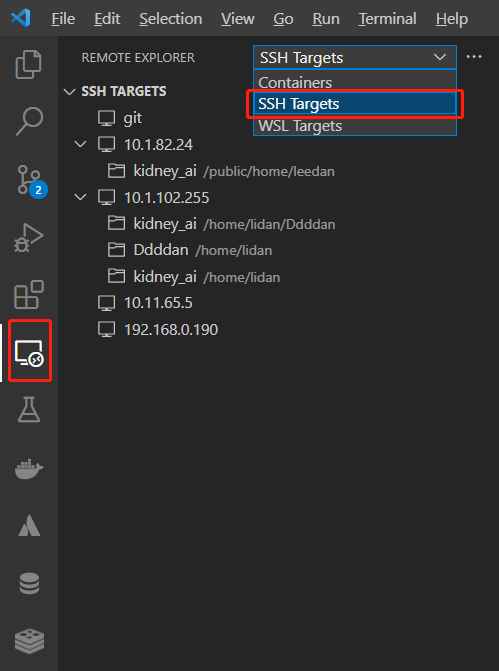 File Edit Selection View Go Run Terminal Help
REMOTE EXPLORER SSH Targets
Containers
SSH TARGETS
SSH Targets
git
WSL Targets
10.1.82.24
kidney_ai /public/home/leedan
10.1.102.255
kidney_ai /home/lidan/Ddddan
2
Ddddan /home/lidan
kidney_ai /home/lidan
10.11.65.5
192.168.0.190